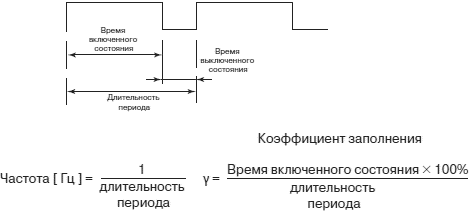 Время
включенного
состояния
Время
выключенного
состояния
Длительность
периода
Коэффициент заполнения
Частота [ Гц ] = 1 / длительность периода
γ = Время включенного состояния × 100% / длительность периода